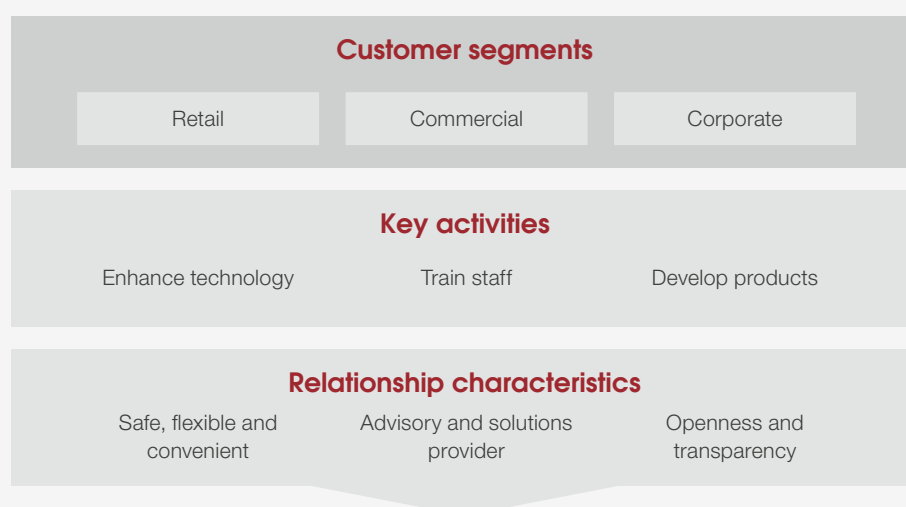 Customer segments
Retail
Commercial
Corporate
Key activities
Enhance technology
Train staff
Develop products
Relationship characteristics
Safe, flexible and
convenient
Advisory and solutions
provider
Openness and
transparency